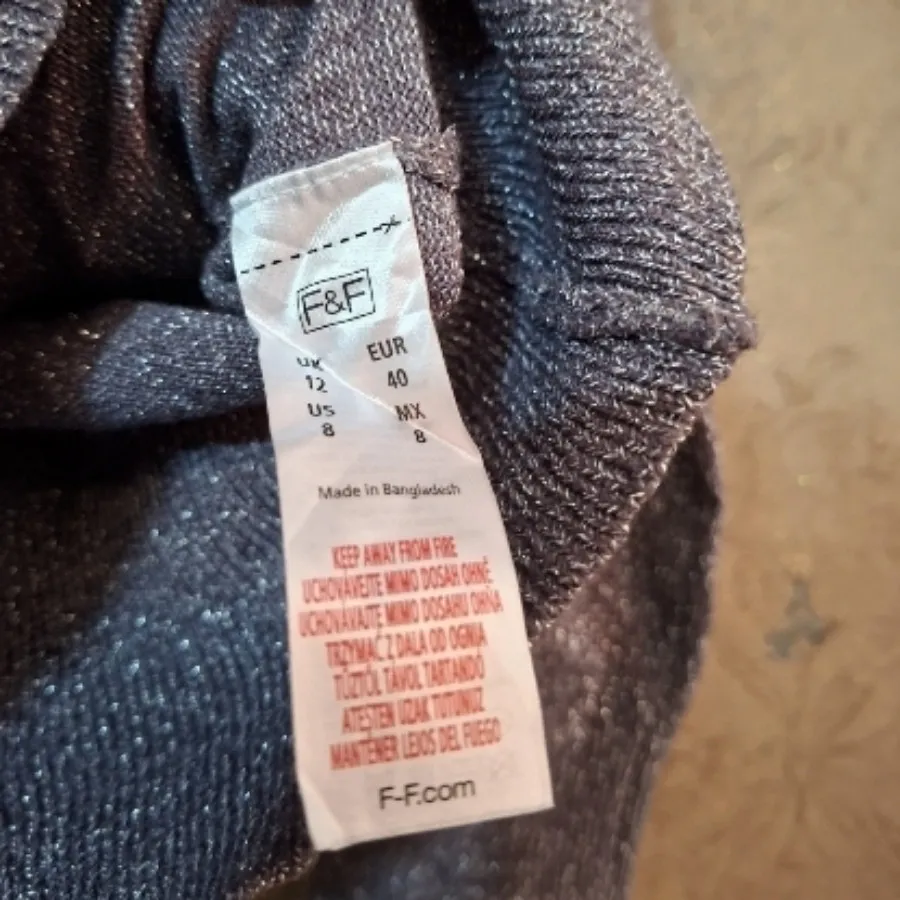 F&F
UK EUR
12 40
US MX
8 8
Made in Bangladesh
KEEP AWAY FROM FIRE
UCHOVÁVEJTE MIMO DOSAH OHNĚ
UCHOVÁVAJTE MIMO DOSAHU OHŇA
TRZYMAĆ Z DALA OD OGNIA
TŰZTŐL TÁVOL TARTANDÓ
ATEŞTEN UZAK TUTUNUZ
MANTENER LEJOS DEL FUEGO
F-F.com